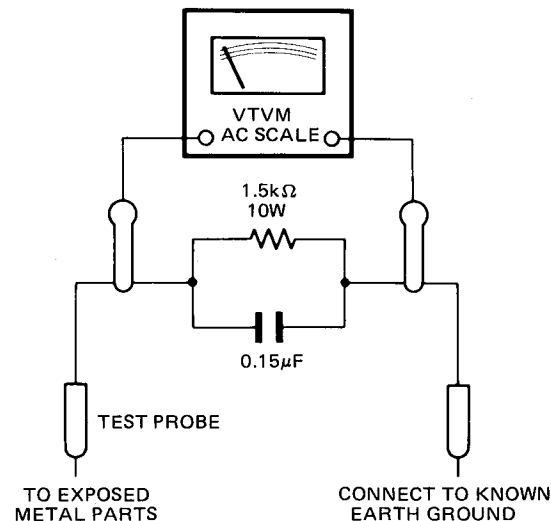 VTVM
AC SCALE
1.5kΩ
10W
0.15μF
TEST PROBE
TO EXPOSED
METAL PARTS
CONNECT TO KNOWN
EARTH GROUND